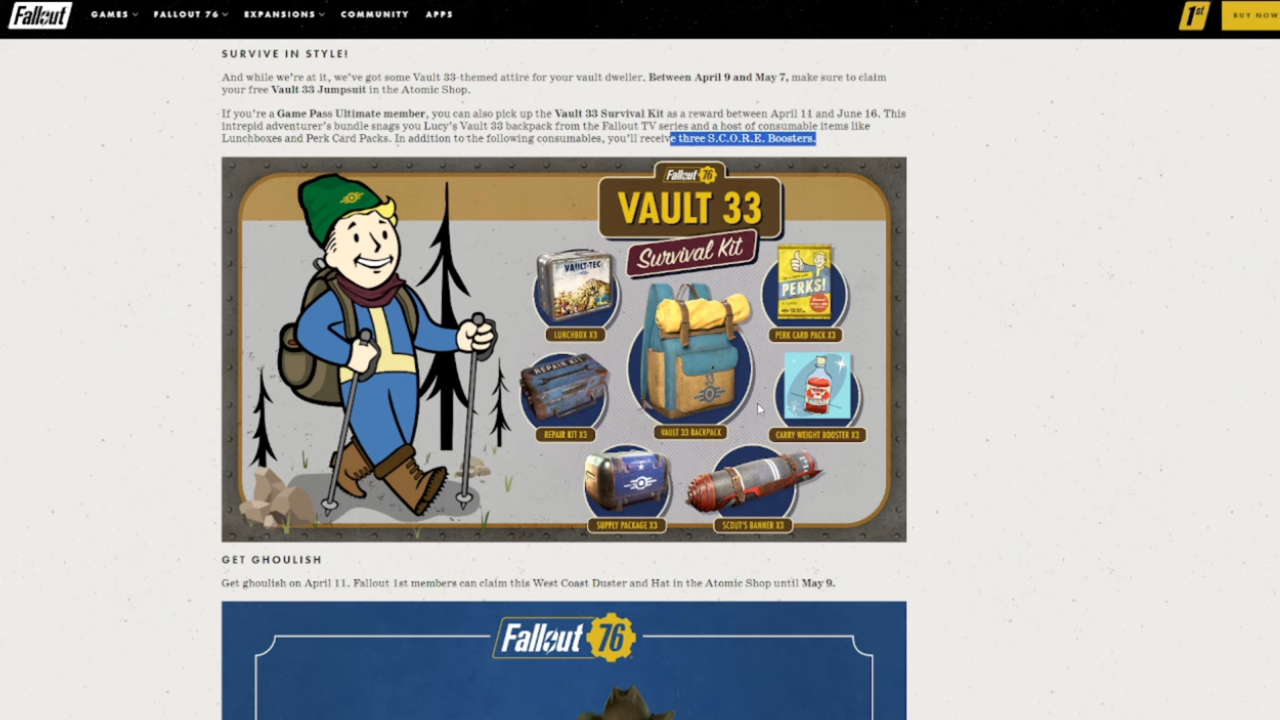 Fallout
GAMES
FALLOUT 76
EXPANSIONS
COMMUNITY
APPS
1st
BUY NOW
SURVIVE IN STYLE!
And while we're at it, we've got some Vault 33-themed attire for your vault dweller. Between April 9 and May 7, make sure to claim
your free Vault 33 Jumpsuit in the Atomic Shop.
If you're a Game Pass Ultimate member, you can also pick up the Vault 33 Survival Kit as a reward between April 11 and June 16. This
intrepid adventurer's bundle snags you Lucy's Vault 33 backpack from the Fallout TV series and a host of consumable items like
Lunchboxes and Perk Card Packs. In addition to the following consumables, you'll receive three S.C.O.R.E. Boosters.
Fallout 76
VAULT 33
Survival Kit
VAULT-TEC
LUNCHBOX X3
PERKS!
PERK CARD PACK X3
REPAIR KIT
REPAIR KIT X3
VAULT 33 BACKPACK
CARRY WEIGHT BOOSTER X3
SUPPLY PACKAGE X3
SCOUT'S BANNER X3
GET GHOULISH
Get ghoulish on April 11. Fallout 1st members can claim this West Coast Duster and Hat in the Atomic Shop until May 9.
Fallout 76